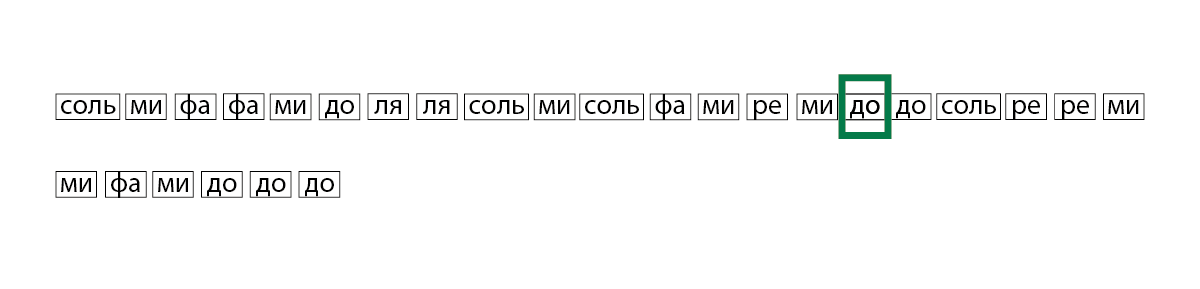 соль ми фа фа ми до ля ля соль ми соль фа ми ре ми до до соль ре ре ми
ми фа ми до до до